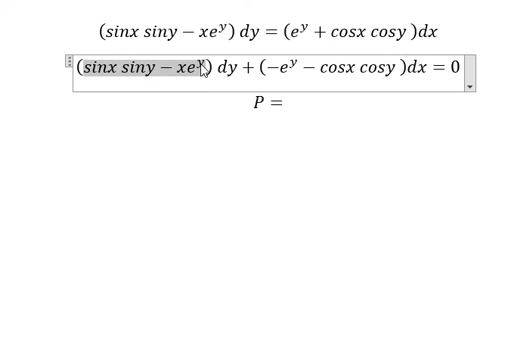 (sinx siny − xe^y) dy = (e^y + cosx cosy )dx
(sinx siny − xe^y) dy + (−e^y − cosx cosy )dx = 0
P =